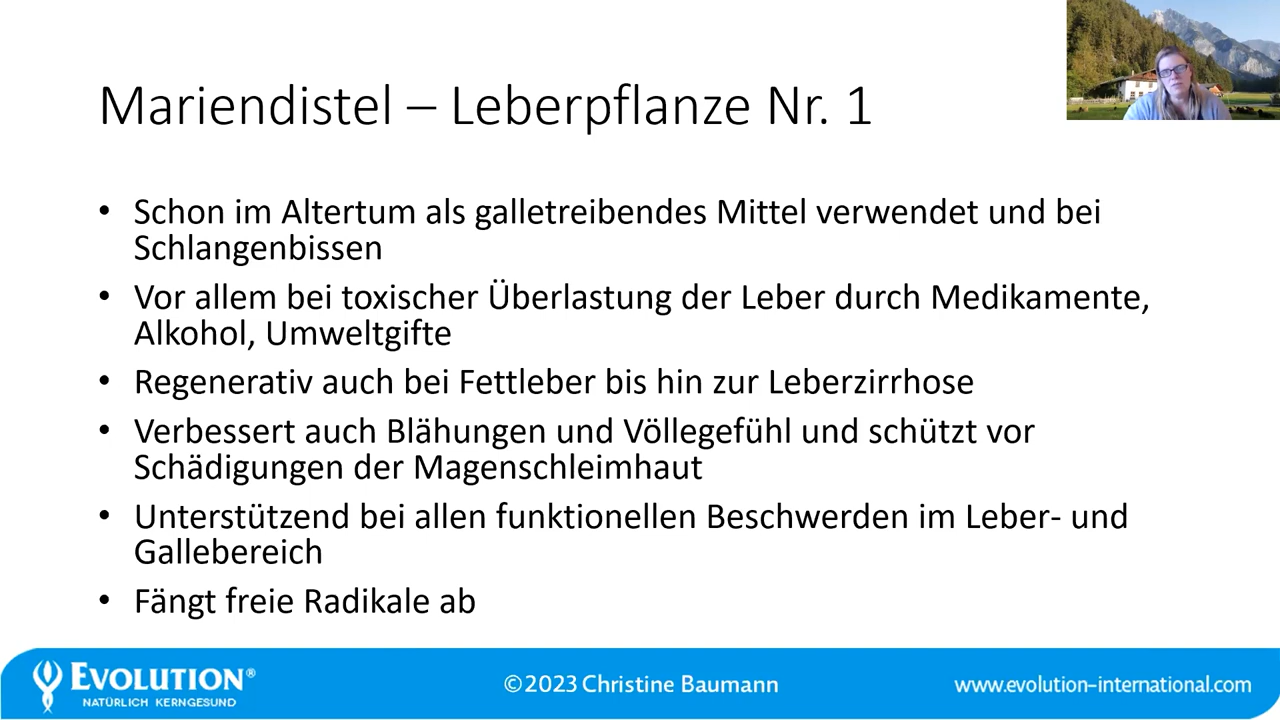 Mariendistel – Leberpflanze Nr. 1
• Schon im Altertum als galletreibendes Mittel verwendet und bei
Schlangenbissen
• Vor allem bei toxischer Überlastung der Leber durch Medikamente,
Alkohol, Umweltgifte
• Regenerativ auch bei Fettleber bis hin zur Leberzirrhose
• Verbessert auch Blähungen und Völlegefühl und schützt vor
Schädigungen der Magenschleimhaut
• Unterstützend bei allen funktionellen Beschwerden im Leber- und
Gallebereich
• Fängt freie Radikale ab
EVOLUTION®
NATÜRLICH KERNGESUND
©2023 Christine Baumann
www.evolution-international.com